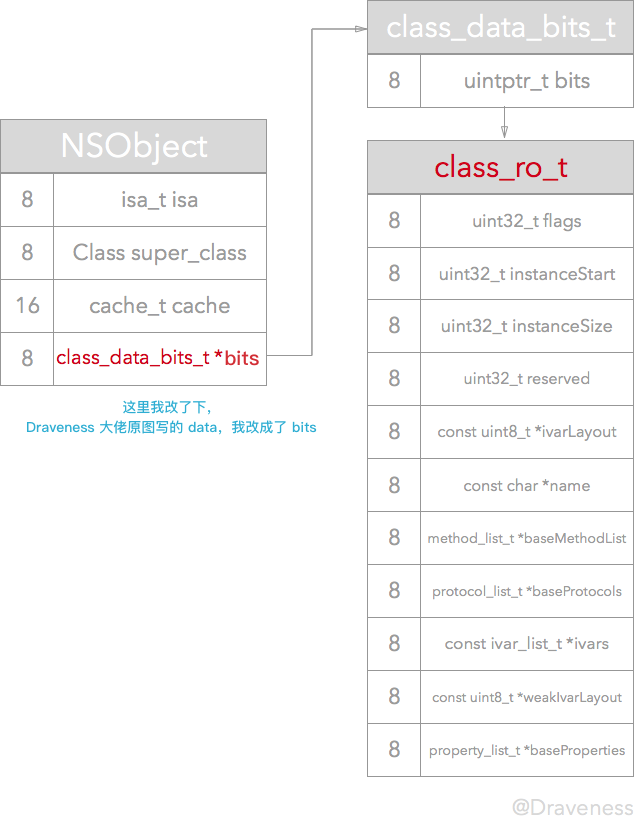 class_data_bits_t
8 uintptr_t bits
NSObject
8 isa_t isa
8 Class super_class
16 cache_t cache
8 class_data_bits_t *bits
这里我改了下，
Draveness 大佬原图写的 data，我改成了 bits
class_ro_t
8 uint32_t flags
8 uint32_t instanceStart
8 uint32_t instanceSize
8 uint32_t reserved
8 const uint8_t *ivarLayout
8 const char *name
8 method_list_t *baseMethodList
8 protocol_list_t *baseProtocols
8 const ivar_list_t *ivars
8 const uint8_t *weakIvarLayout
8 property_list_t *baseProperties
@Draveness